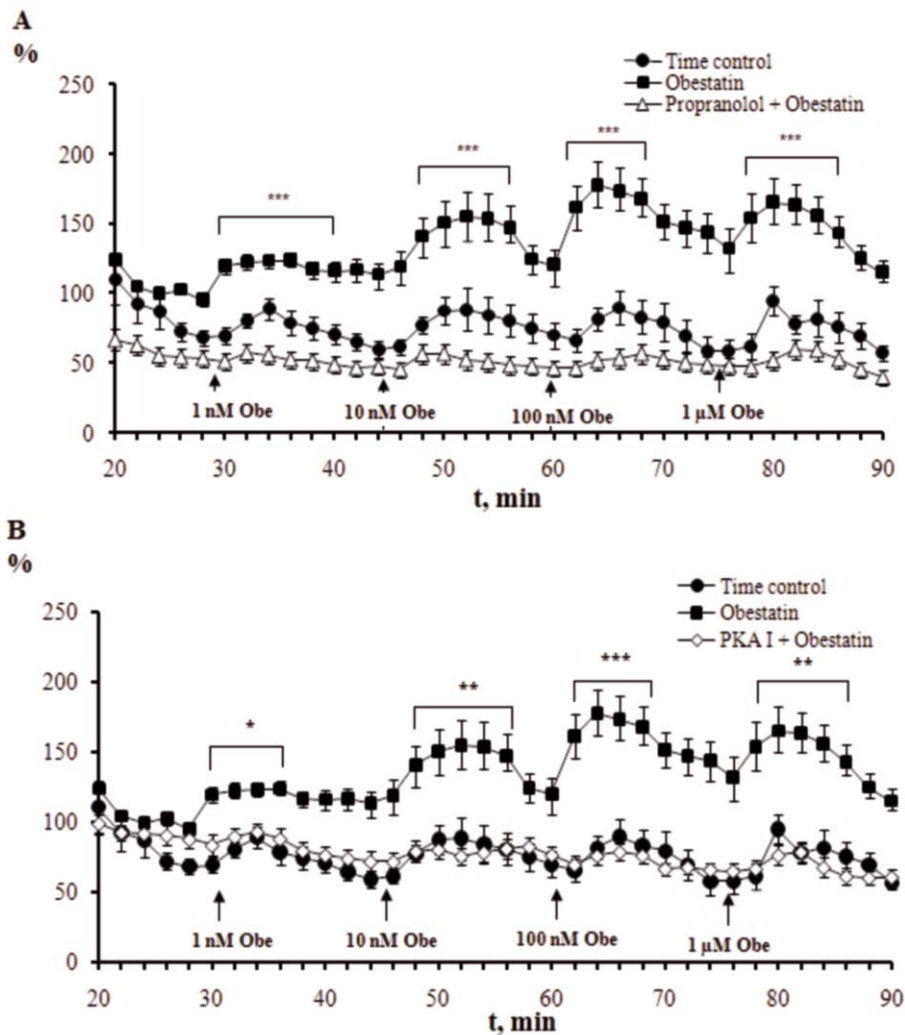 A
%
Time control
Obestatin
Propranolol + Obestatin
250
200
150
100
50
0
***
***
***
***
1 nM Obe
10 nM Obe
100 nM Obe
1 µM Obe
20 30 40 50 60 70 80 90
t, min
B
%
Time control
Obestatin
PKA I + Obestatin
250
200
150
100
50
0
*
**
***
**
1 nM Obe
10 nM Obe
100 nM Obe
1 µM Obe
20 30 40 50 60 70 80 90
t, min